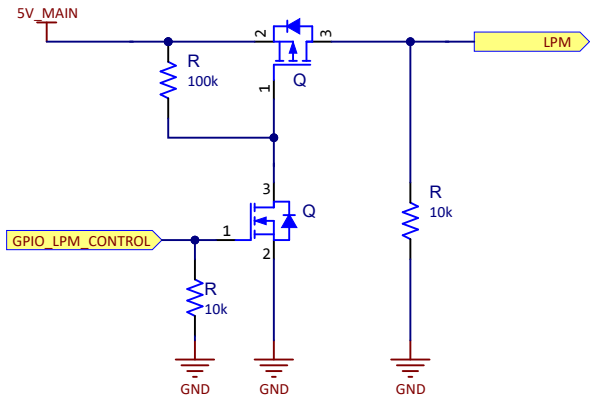 5V_MAIN
2
3
LPM
R
100k
1
Q
3
Q
R
10k
GPIO_LPM_CONTROL
1
2
R
10k
GND
GND
GND